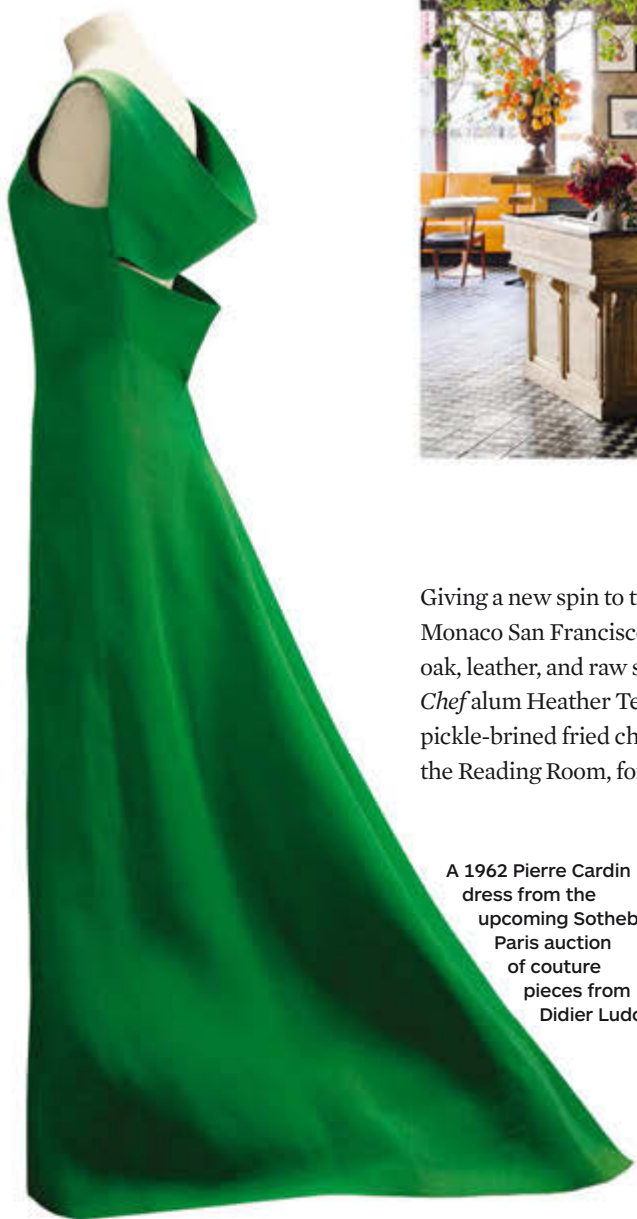 Giving a new spin to t
Monaco San Francisc
oak, leather, and raw s
Chef alum Heather Te
pickle-brined fried ch
the Reading Room, fo
A 1962 Pierre Cardin
dress from the
upcoming Sotheb
Paris auction
of couture
pieces from
Didier Ludo